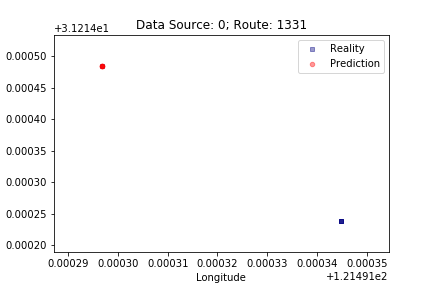 Data Source: 0; Route: 1331
+3.1214e1
Reality
Prediction
0.00050
0.00045
0.00040
0.00035
0.00030
0.00025
0.00020
0.00029 0.00030 0.00031 0.00032 0.00033 0.00034 0.00035
Longitude
+1.21491e2